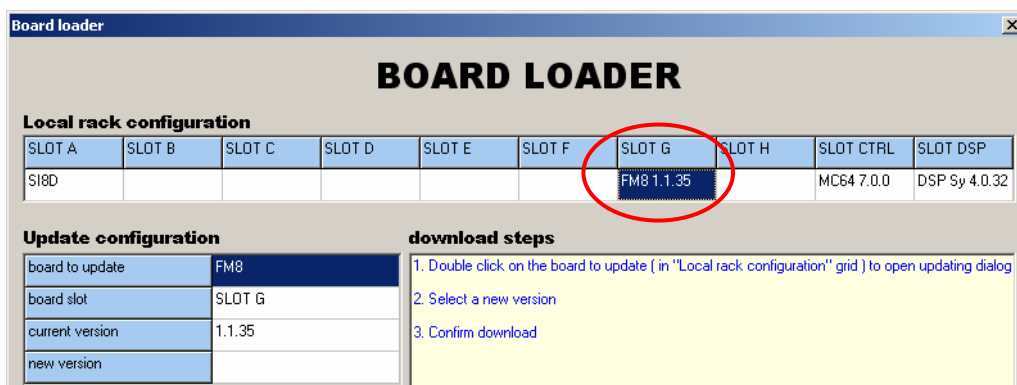 Board loader
BOARD LOADER
Local rack configuration
SLOT A SLOT B SLOT C SLOT D SLOT E SLOT F SLOT G SLOT H SLOT CTRL SLOT DSP
SI8D FM8 1.1.35 MC64 7.0.0 DSP Sy 4.0.32
Update configuration download steps
board to update FM8 1. Double click on the board to update ( in "Local rack configuration" grid ) to open updating dialog
board slot SLOT G 2. Select a new version
current version 1.1.35 3. Confirm download
new version